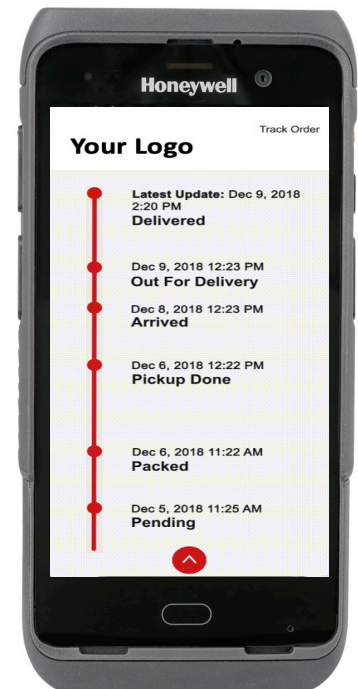 Honeywell
Track Order
Your Logo
Latest Update: Dec 9, 2018
2:20 PM
Delivered
Dec 9, 2018 12:23 PM
Out For Delivery
Dec 8, 2018 12:23 PM
Arrived
Dec 6, 2018 12:22 PM
Pickup Done
Dec 6, 2018 11:22 AM
Packed
Dec 5, 2018 11:25 AM
Pending